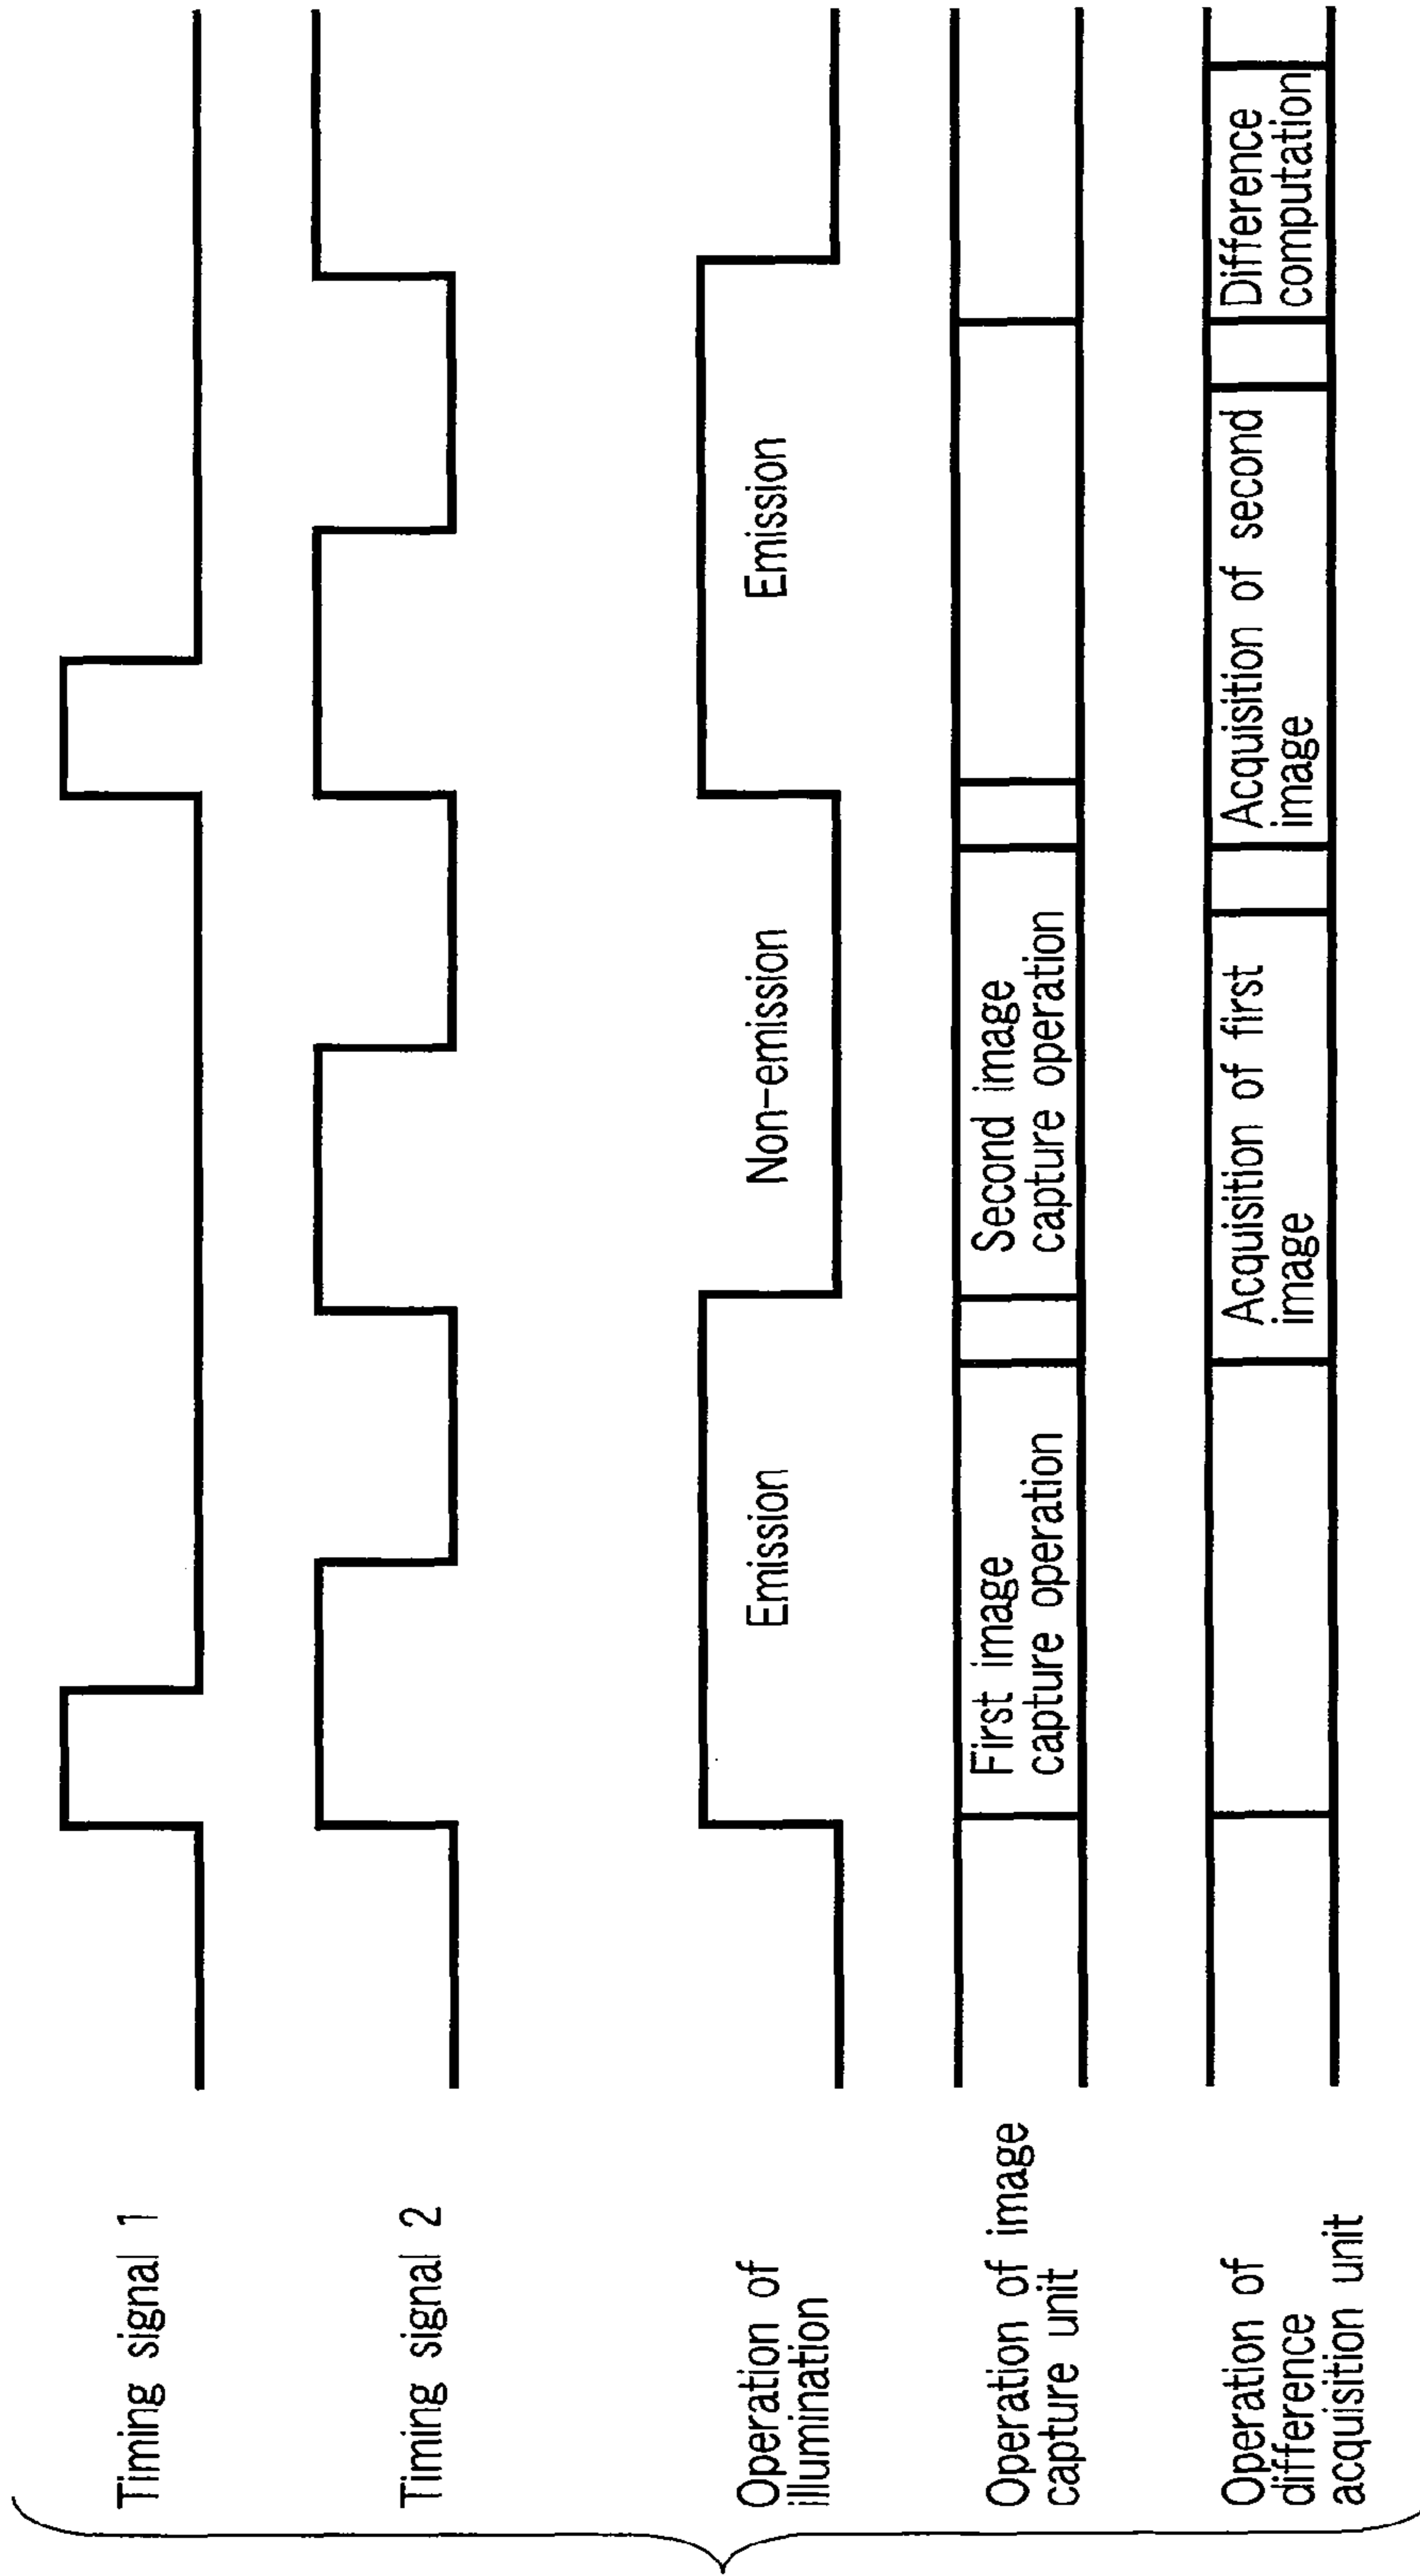 Timing signal 1
Timing signal 2
Operation of
illumination
Emission
Non-emission
Emission
Operation of image
capture unit
First image
capture operation
Second image
capture operation
Operation of
difference
acquisition unit
Acquisition of first
image
Acquisition of second
image
Difference
computation